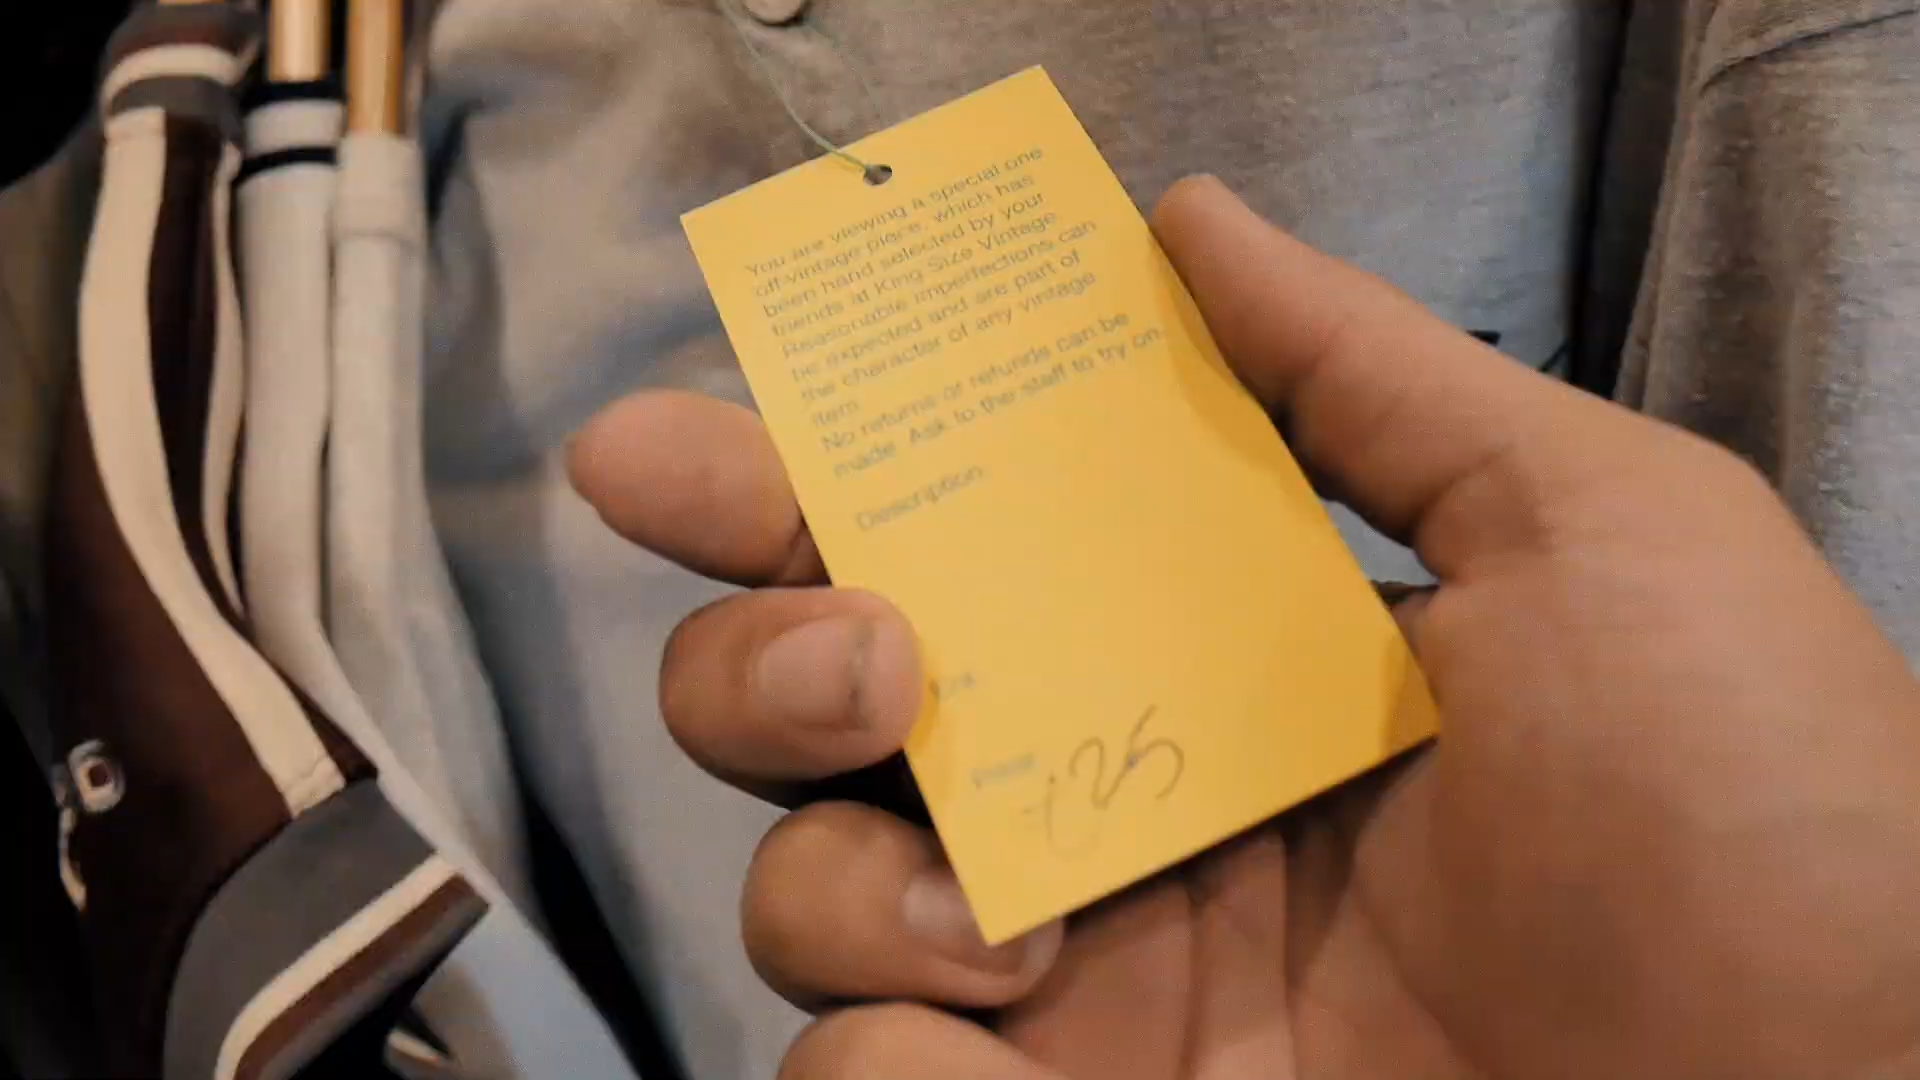 You are viewing a special one
off vintage piece, which has
been hand selected by your
friends at King Size Vintage
Reasonable imperfections can
be expected and are part of
the character of any vintage
item
No returns or refunds can be
made. Ask to the staff to try on.
Description:
Price:
£25